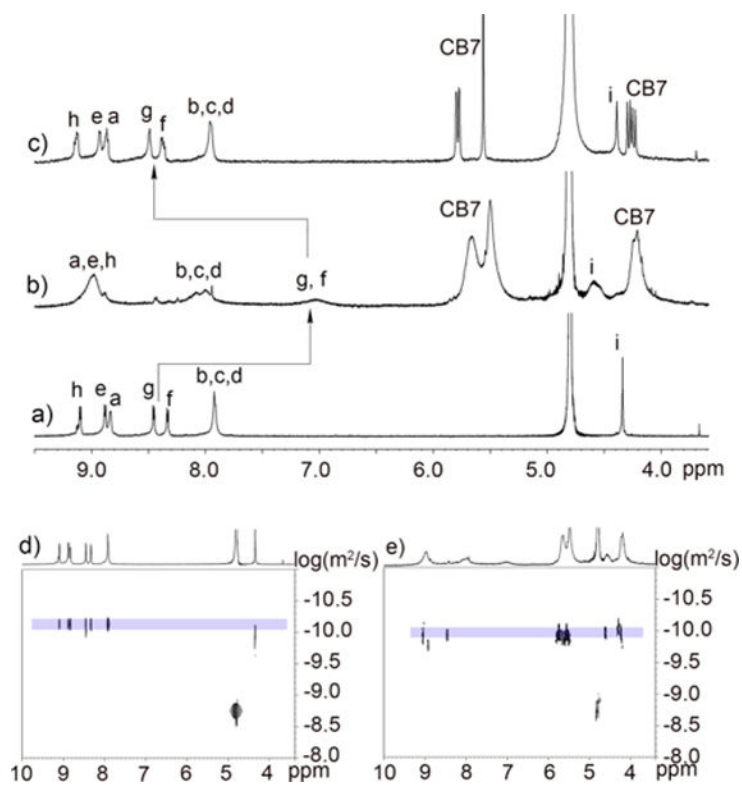 CB7
CB7
h e a g f b,c,d i
c)
CB7
CB7
a,e,h b,c,d g, f i
b)
h e a g f b,c,d i
a)
9.0 8.0 7.0 6.0 5.0 4.0 ppm
d) log(m²/s)
-10.5
-10.0
-9.5
-9.0
-8.5
-8.0
10 9 8 7 6 5 4 ppm
e) log(m²/s)
-10.5
-10.0
-9.5
-9.0
-8.5
-8.0
10 9 8 7 6 5 4 ppm